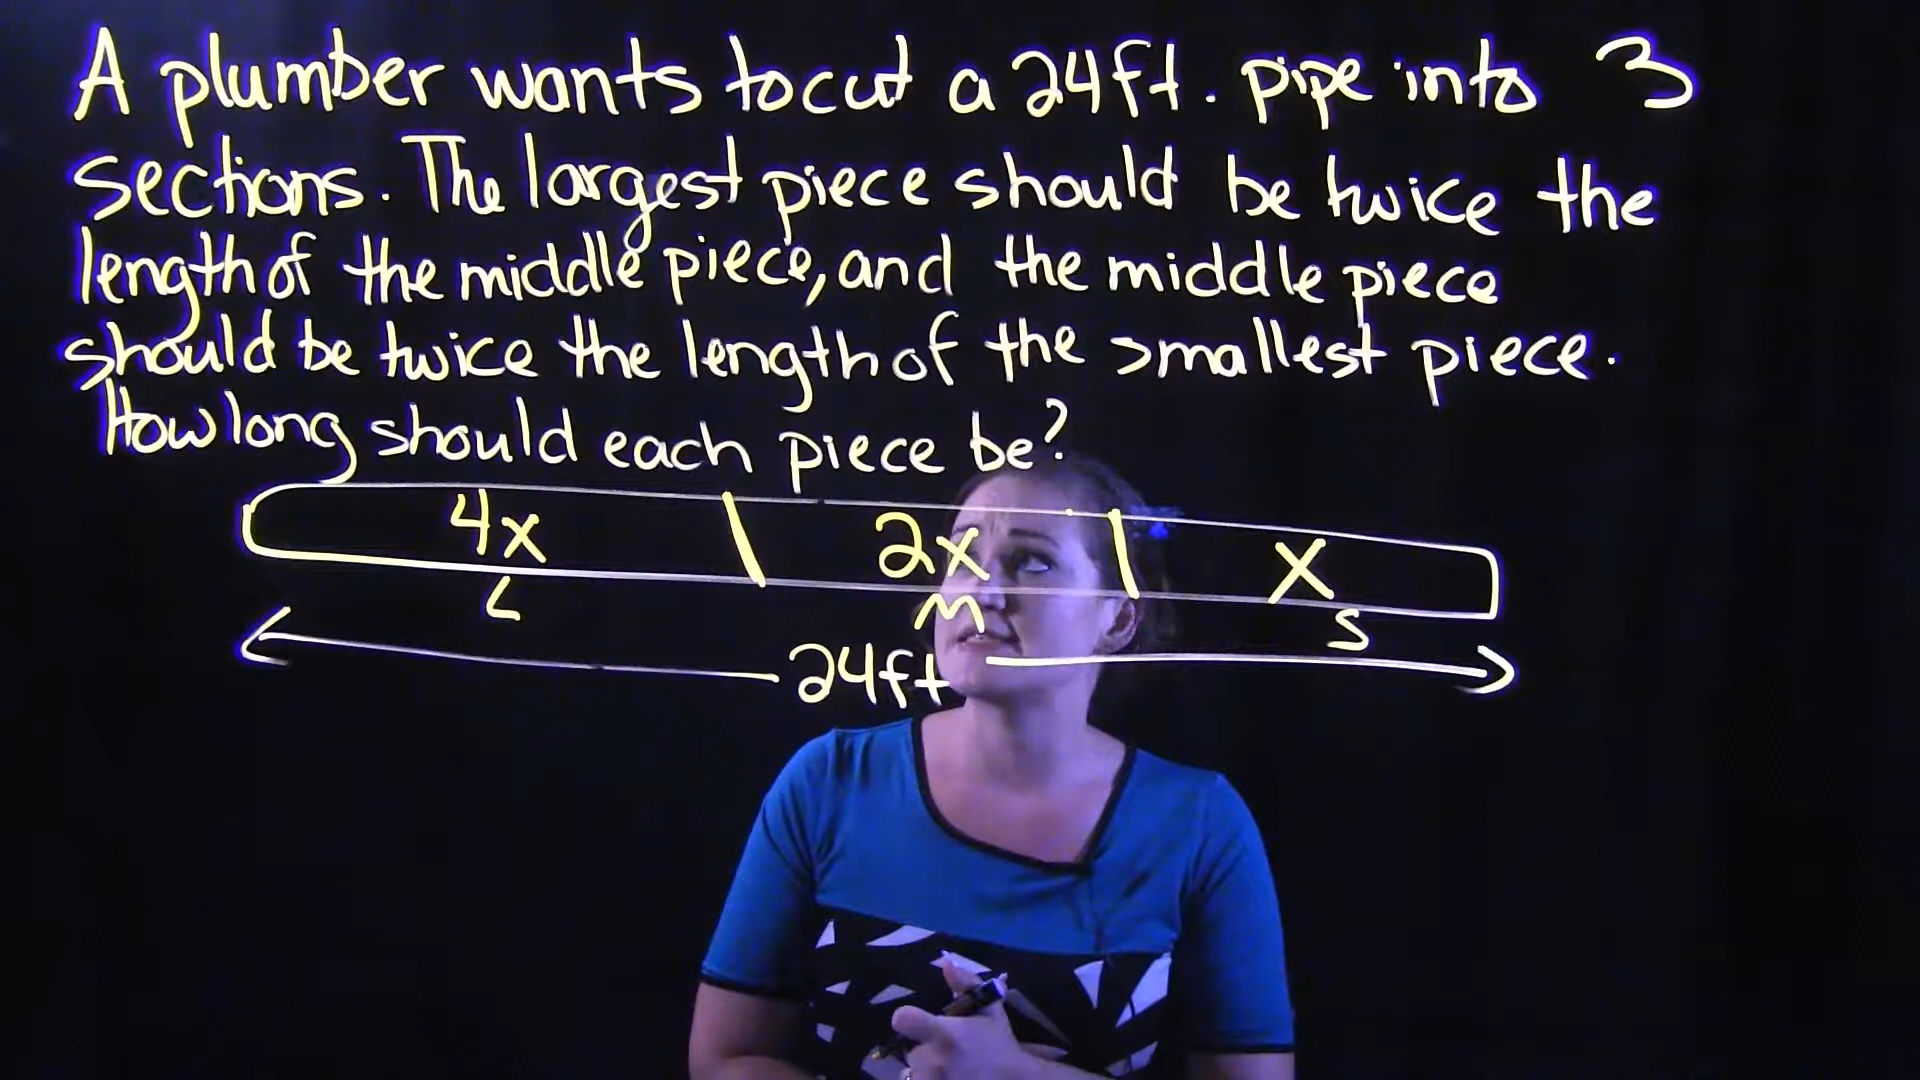 A plumber wants to cut a 24ft. pipe into 3
sections. The largest piece should be twice the
length of the middle piece, and the middle piece
should be twice the length of the smallest piece.
How long should each piece be?
4x 2x x
L M S
24ft